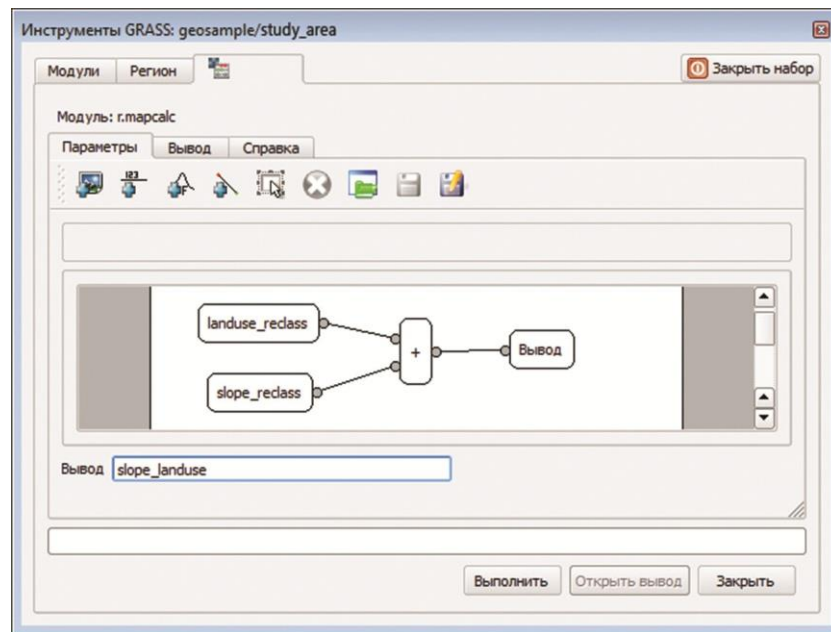 Инструменты GRASS: geosample/study_area
Модули Регион Закрыть набор
Модуль: r.mapcalc
Параметры Вывод Справка
123
F
landuse_reclass
+ Вывод
slope_reclass
Вывод slope_landuse
Выполнить Открыть вывод Закрыть